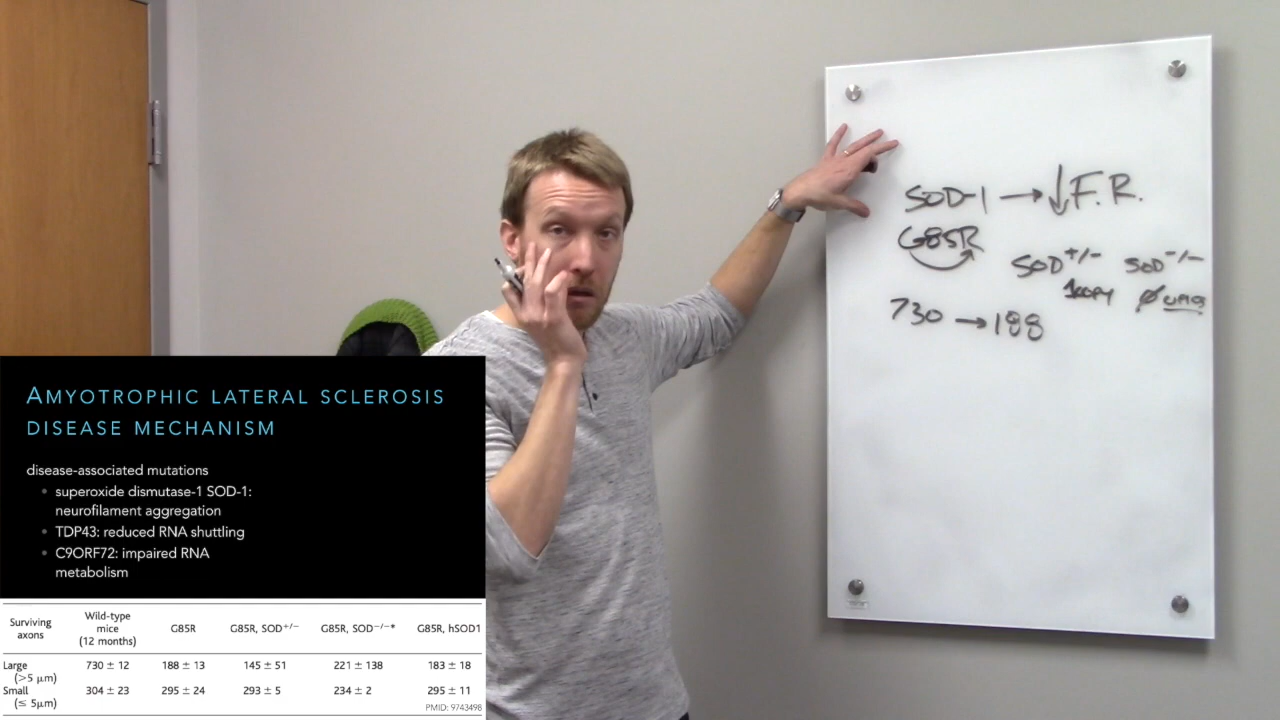 SOD-1 → ↓ F.R.
G85R
SOD+/- SOD-/-
1copy ∅
730 → 188
AMYOTROPHIC LATERAL SCLEROSIS
DISEASE MECHANISM
disease-associated mutations
• superoxide dismutase-1 SOD-1:
neurofilament aggregation
• TDP43: reduced RNA shuttling
• C9ORF72: impaired RNA
metabolism
Surviving axons Wild-type mice (12 months) G85R G85R, SOD+/− G85R, SOD−/−* G85R, hSOD1
Large (>5 μm) 730 ± 12 188 ± 13 145 ± 51 221 ± 138 183 ± 18
Small (≤ 5μm) 304 ± 23 295 ± 24 293 ± 5 234 ± 2 295 ± 11
PMID: 9743498